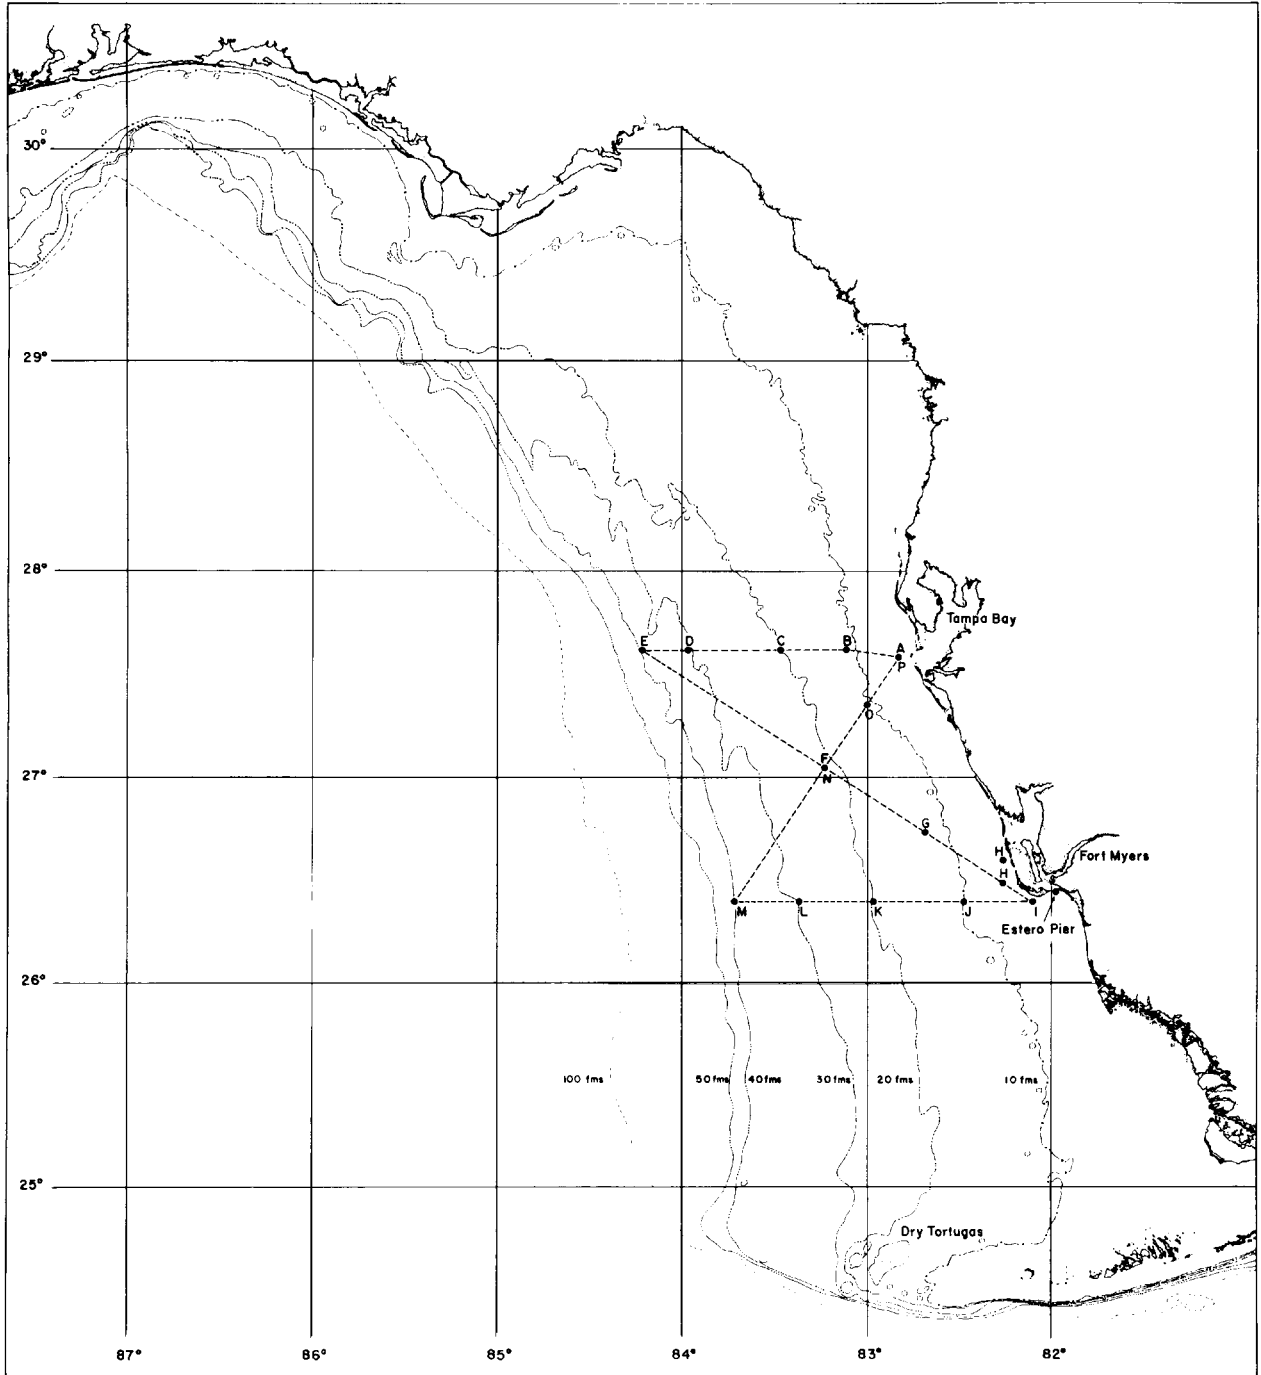 30°
29°
28°
Tampa Bay
E
D
C
B
A
P
O
27°
F
N
G
H
Fort Myers
H
M
L
K
J
I
Estero Pier
26°
100 fms
50 fms
40 fms
30 fms
20 fms
10 fms
25°
Dry Tortugas
87°
86°
85°
84°
83°
82°